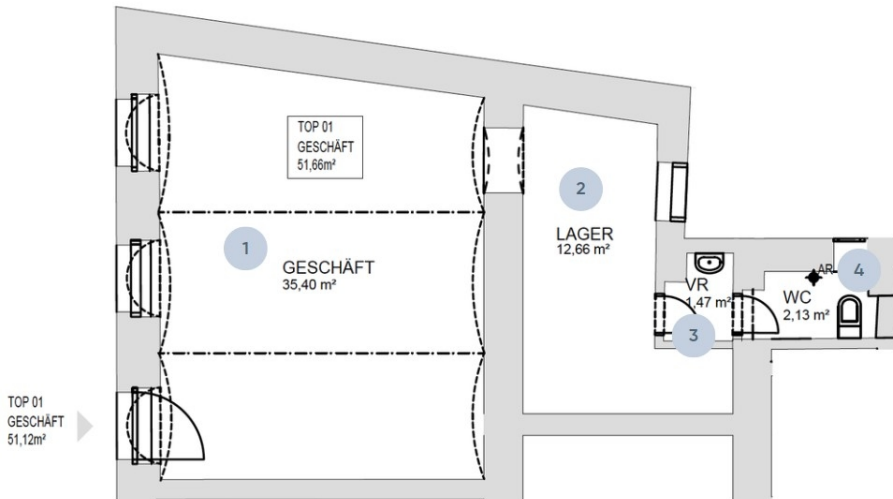 TOP 01
GESCHÄFT
51,66m²
1
GESCHÄFT
35,40 m²
2
LAGER
12,66 m²
VR
1,47 m²
3
AR
4
WC
2,13 m²
TOP 01
GESCHÄFT
51,12m²